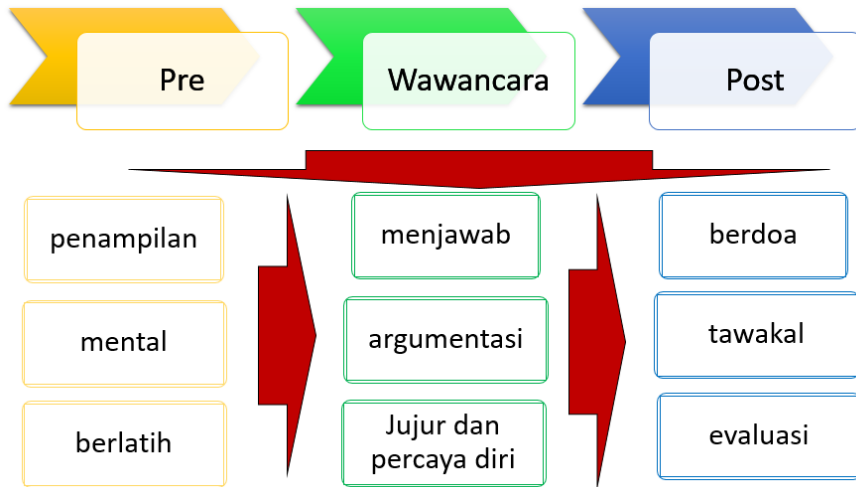 Pre
Wawancara
Post
penampilan
mental
berlatih
menjawab
argumentasi
Jujur dan
percaya diri
berdoa
tawakal
evaluasi